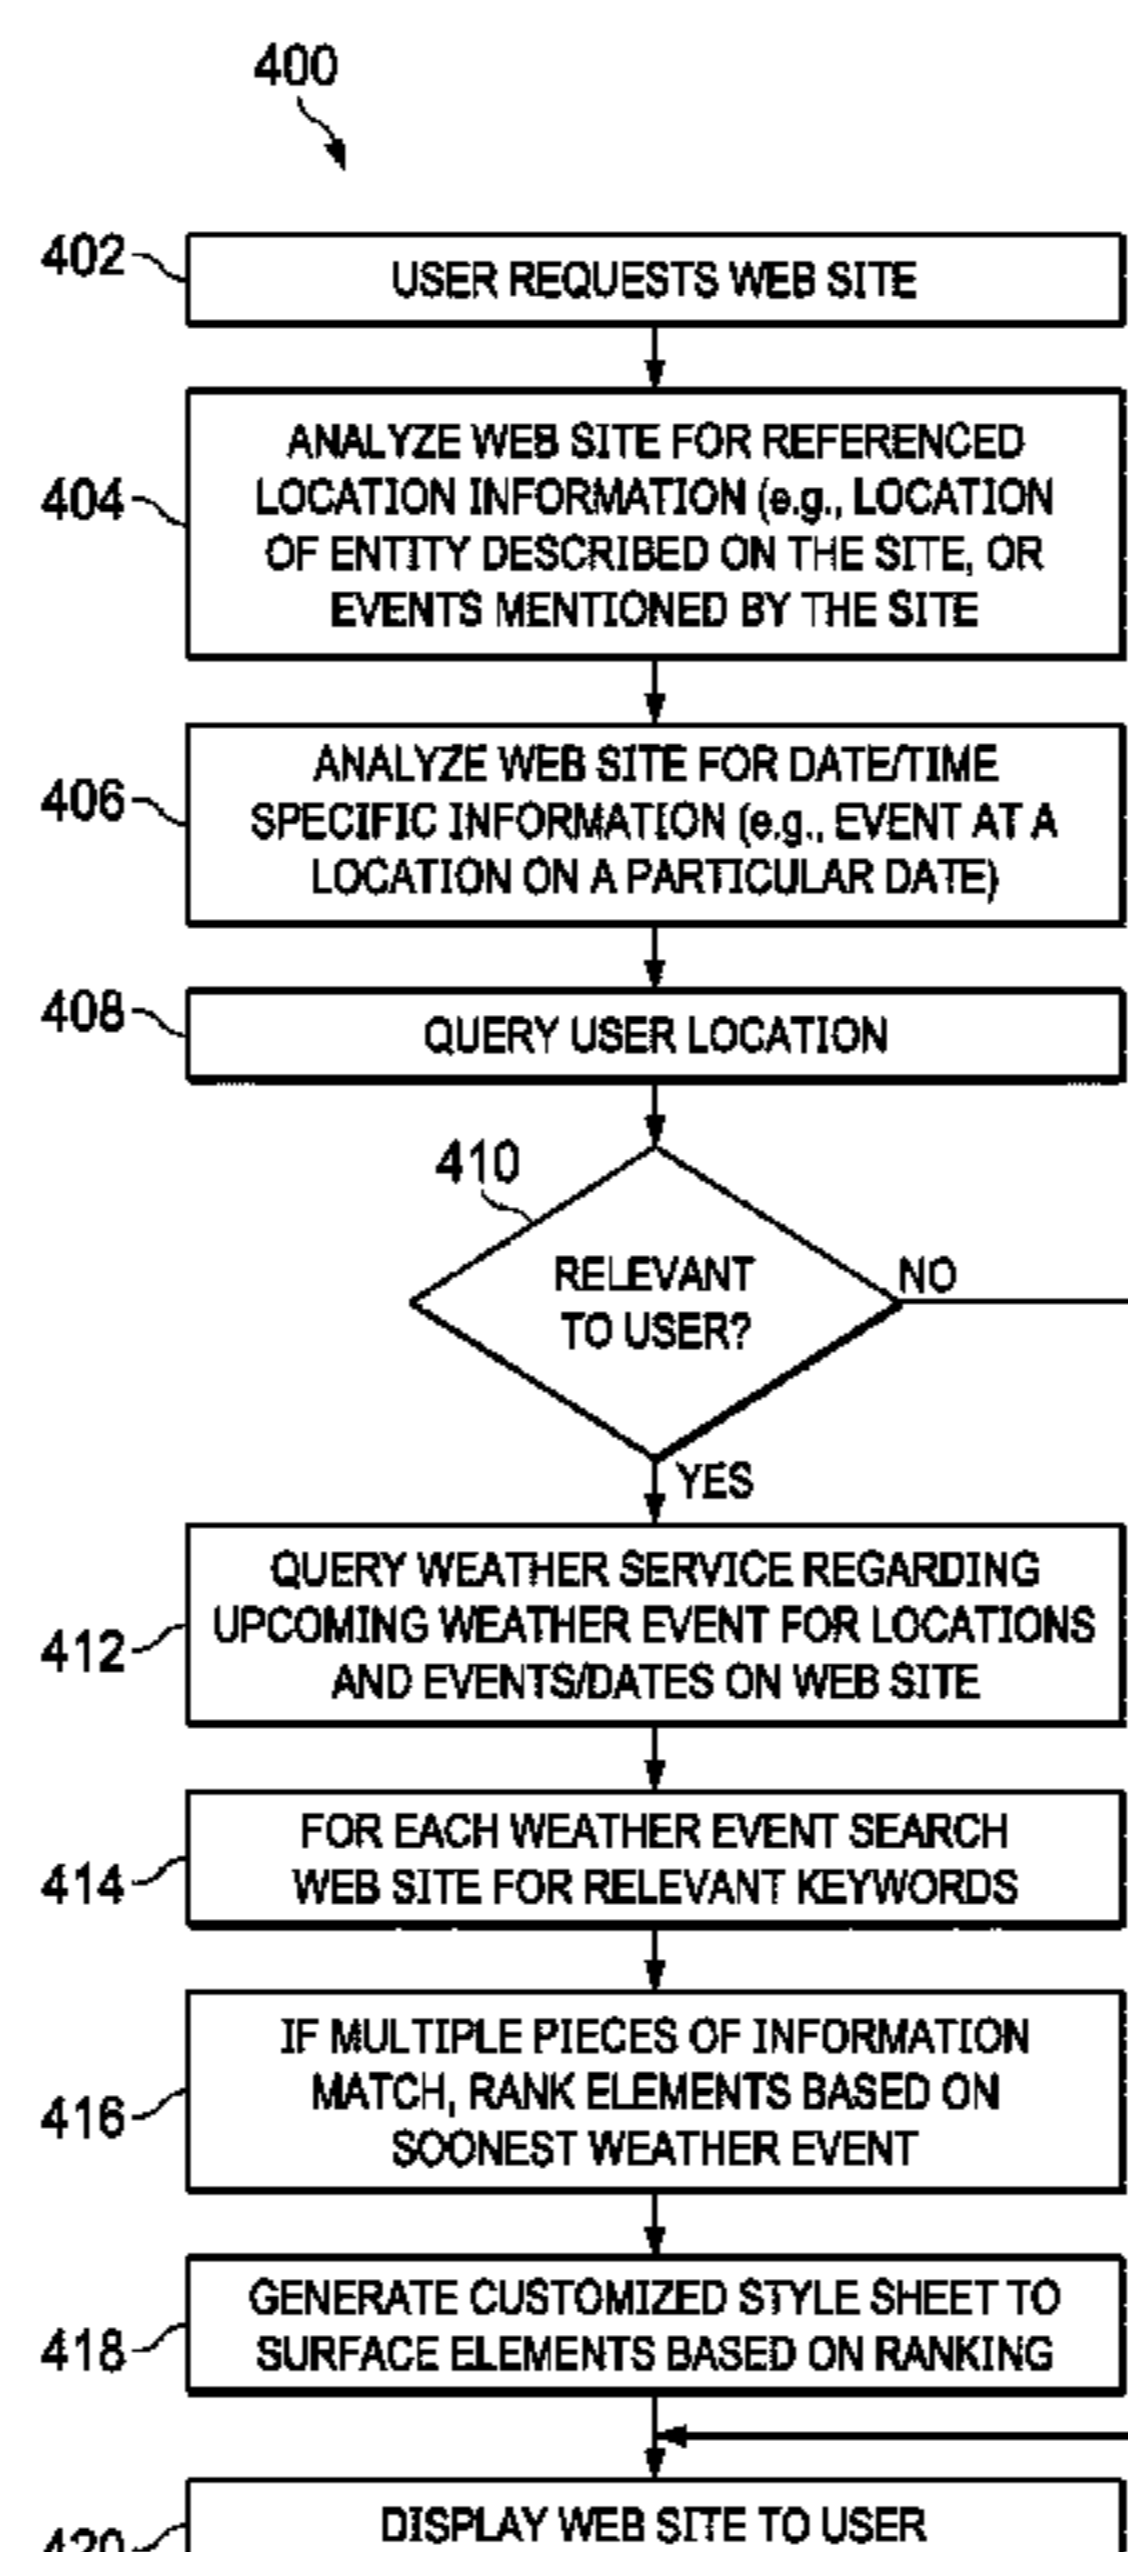 400
402
USER REQUESTS WEB SITE
404
ANALYZE WEB SITE FOR REFERENCED
LOCATION INFORMATION (e.g., LOCATION
OF ENTITY DESCRIBED ON THE SITE, OR
EVENTS MENTIONED BY THE SITE
406
ANALYZE WEB SITE FOR DATE/TIME
SPECIFIC INFORMATION (e.g., EVENT AT A
LOCATION ON A PARTICULAR DATE)
408
QUERY USER LOCATION
410
RELEVANT
TO USER?
NO
YES
412
QUERY WEATHER SERVICE REGARDING
UPCOMING WEATHER EVENT FOR LOCATIONS
AND EVENTS/DATES ON WEB SITE
414
FOR EACH WEATHER EVENT SEARCH
WEB SITE FOR RELEVANT KEYWORDS
416
IF MULTIPLE PIECES OF INFORMATION
MATCH, RANK ELEMENTS BASED ON
SOONEST WEATHER EVENT
418
GENERATE CUSTOMIZED STYLE SHEET TO
SURFACE ELEMENTS BASED ON RANKING
420
DISPLAY WEB SITE TO USER